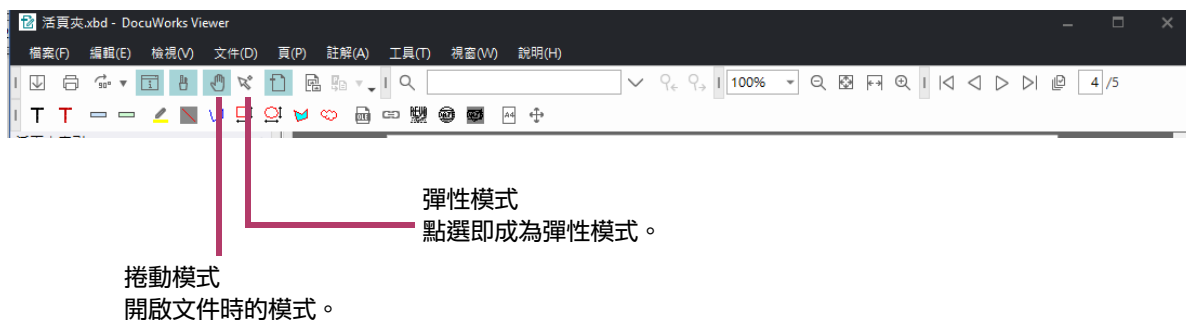 活頁夾.xbd - DocuWorks Viewer
檔案(F) 編輯(E) 檢視(V) 文件(D) 頁(P) 註解(A) 工具(T) 視窗(W) 說明(H)
90° 100% 4 /5
T T A4
彈性模式
點選即成為彈性模式。
捲動模式
開啟文件時的模式。